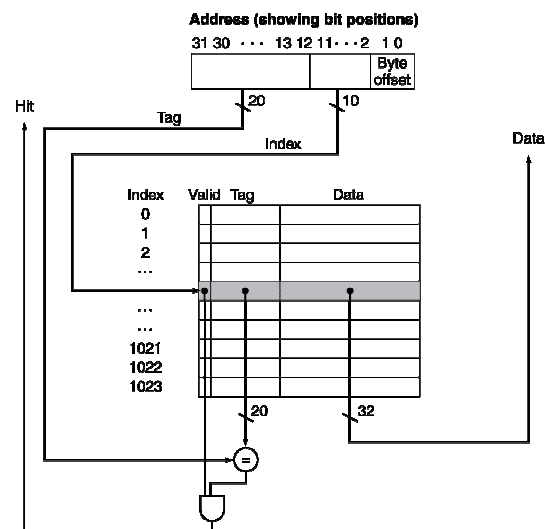 Address (showing bit positions)
31 30 ··· 13 12 11···2 1 0
Byte
offset
20
10
Hit
Tag
Index
Data
Index Valid Tag Data
0
1
2
...
...
...
1021
1022
1023
20
32
=